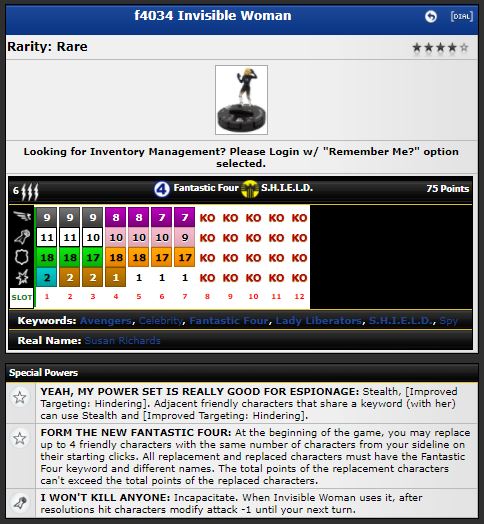 f4034 Invisible Woman
[DIAL]
Rarity: Rare
Looking for Inventory Management? Please Login w/ "Remember Me?" option
selected.
6 4 Fantastic Four S.H.I.E.L.D. 75 Points
9 9 9 8 8 7 7 KO KO KO KO KO
11 11 10 10 10 10 9 KO KO KO KO KO
18 18 17 18 18 17 17 KO KO KO KO KO
2 2 2 1 1 1 1 KO KO KO KO KO
SLOT 1 2 3 4 5 6 7 8 9 10 11 12
Keywords: Avengers, Celebrity, Fantastic Four, Lady Liberators, S.H.I.E.L.D., Spy
Real Name: Susan Richards
Special Powers
YEAH, MY POWER SET IS REALLY GOOD FOR ESPIONAGE: Stealth, [Improved
Targeting: Hindering]. Adjacent friendly characters that share a keyword (with her)
can use Stealth and [Improved Targeting: Hindering].
FORM THE NEW FANTASTIC FOUR: At the beginning of the game, you may replace
up to 4 friendly characters with the same number of characters from your sideline
on their starting clicks. All replacement and replaced characters must have the Fantastic
Four keyword and different names. The total points of the replacement characters
can't exceed the total points of the replaced characters.
I WON'T KILL ANYONE: Incapacitate. When Invisible Woman uses it, after
resolutions hit characters modify attack -1 until your next turn.